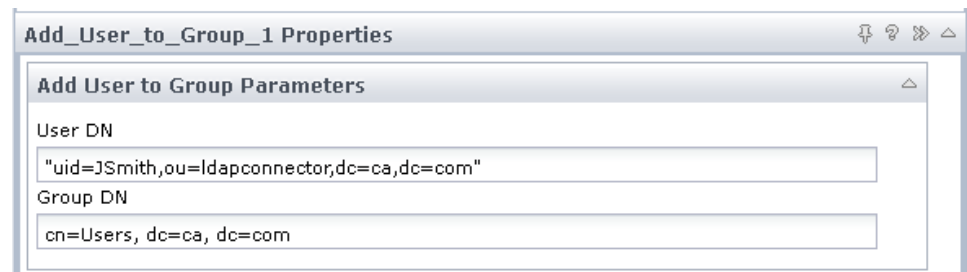 Add_User_to_Group_1 Properties
Add User to Group Parameters
User DN
"uid=JSmith,ou=ldapconnector,dc=ca,dc=com"
Group DN
cn=Users, dc=ca, dc=com